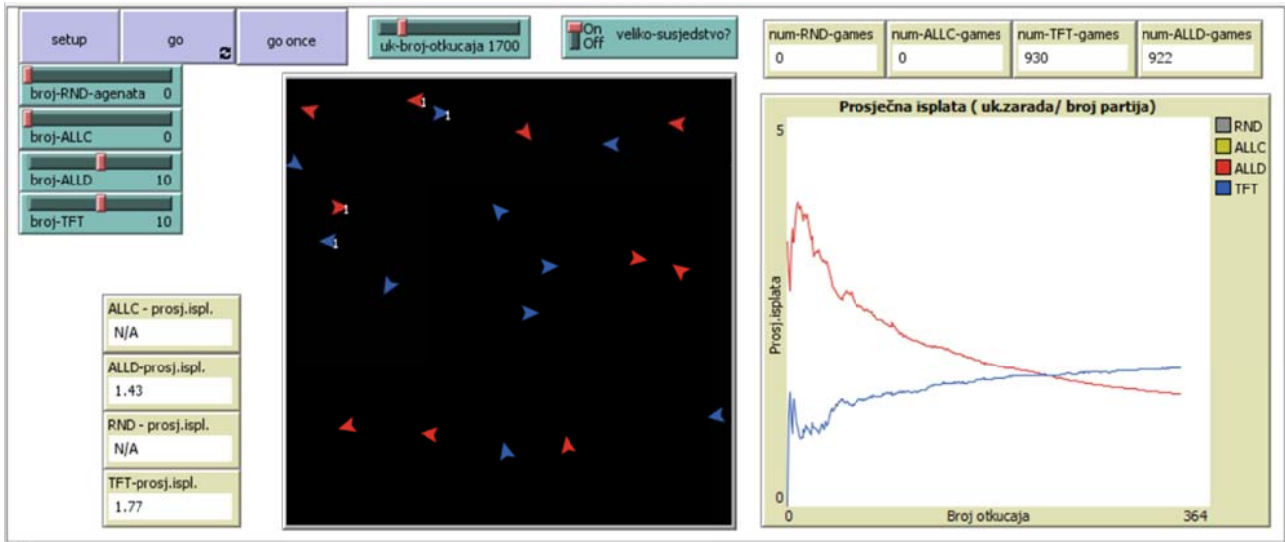 setup
go
go once
uk-broj-otkucaja 1700
On
Off
veliko-susjedstvo?
num-RND-games
0
num-ALLC-games
0
num-TFT-games
930
num-ALLD-games
922
broj-RND-agenata 0
broj-ALLC 0
broj-ALLD 10
broj-TFT 10
ALLC - prosj.ispl.
N/A
ALLD-prosj.ispl.
1.43
RND - prosj.ispl.
N/A
TFT-prosj.ispl.
1.77
1
1
1
1
Prosječna isplata ( uk.zarada/ broj partija)
5
Prosj.isplata
0
0
Broj otkucaja
364
RND
ALLC
ALLD
TFT